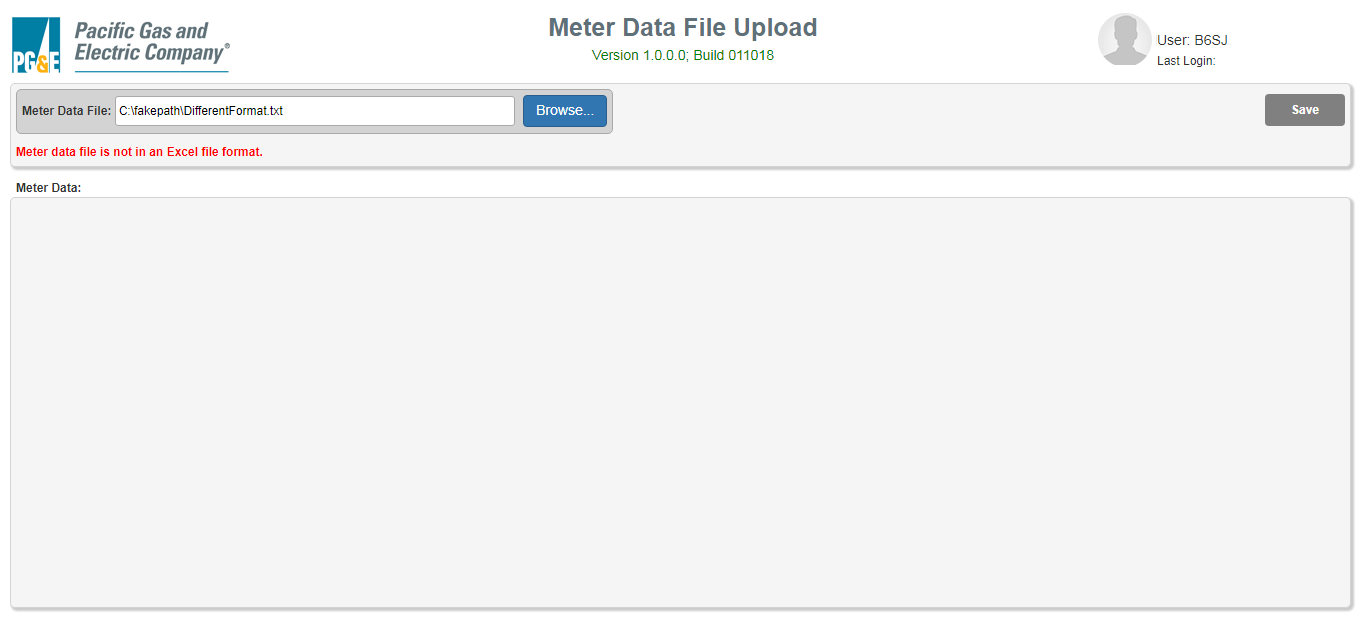 PG&E
Pacific Gas and
Electric Company®
Meter Data File Upload
Version 1.0.0.0; Build 011018
User: B6SJ
Last Login:
Meter Data File: C:\fakepath\DifferentFormat.txt Browse... Save
Meter data file is not in an Excel file format.
Meter Data: